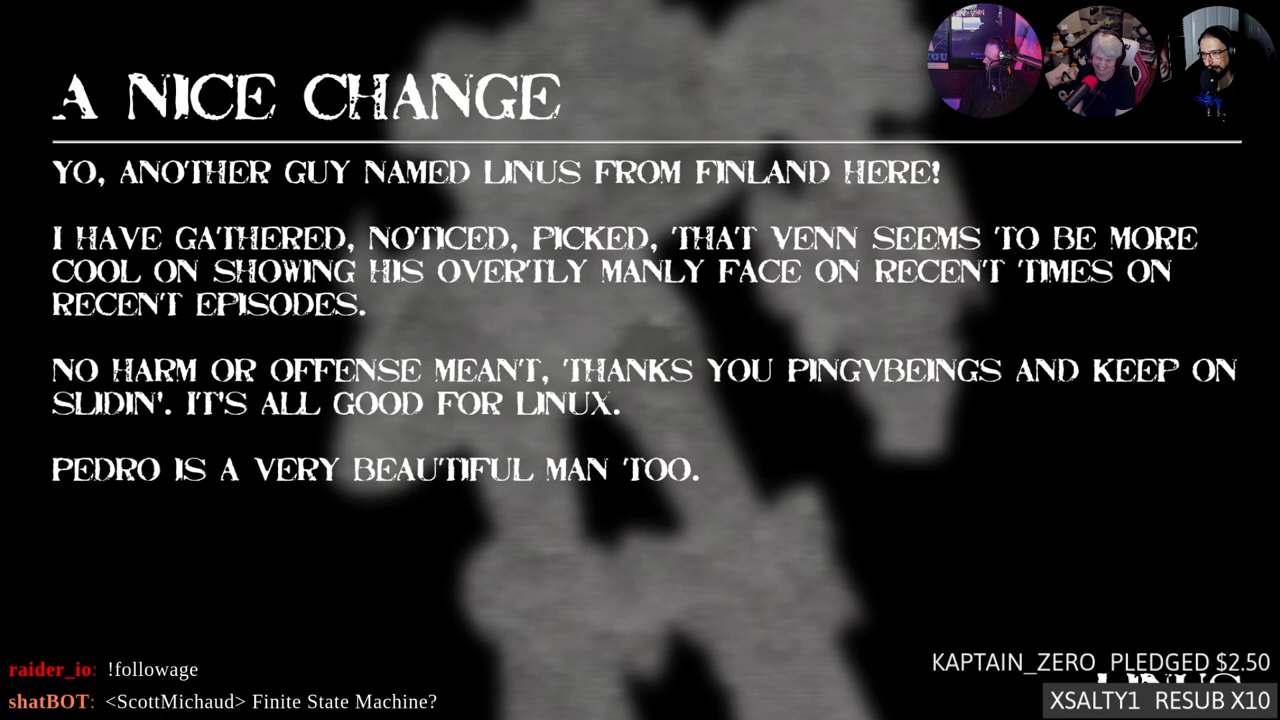 A NICE CHANGE
YO, ANOTHER GUY NAMED LINUS FROM FINLAND HERE!
I HAVE GATHERED, NOTICED, PICKED, THAT VENN SEEMS TO BE MORE
COOL ON SHOWING HIS OVERTLY MANLY FACE ON RECENT TIMES ON
RECENT EPISODES.
NO HARM OR OFFENSE MEANT, THANKS YOU PINGVBEINGS AND KEEP ON
SLIDIN'. IT'S ALL GOOD FOR LINUX.
PEDRO IS A VERY BEAUTIFUL MAN TOO.
raider_io: !followage
shatBOT: <ScottMichaud> Finite State Machine?
KAPTAIN_ZERO PLEDGED $2.50
LINUS
XSALTY1 RESUB X10